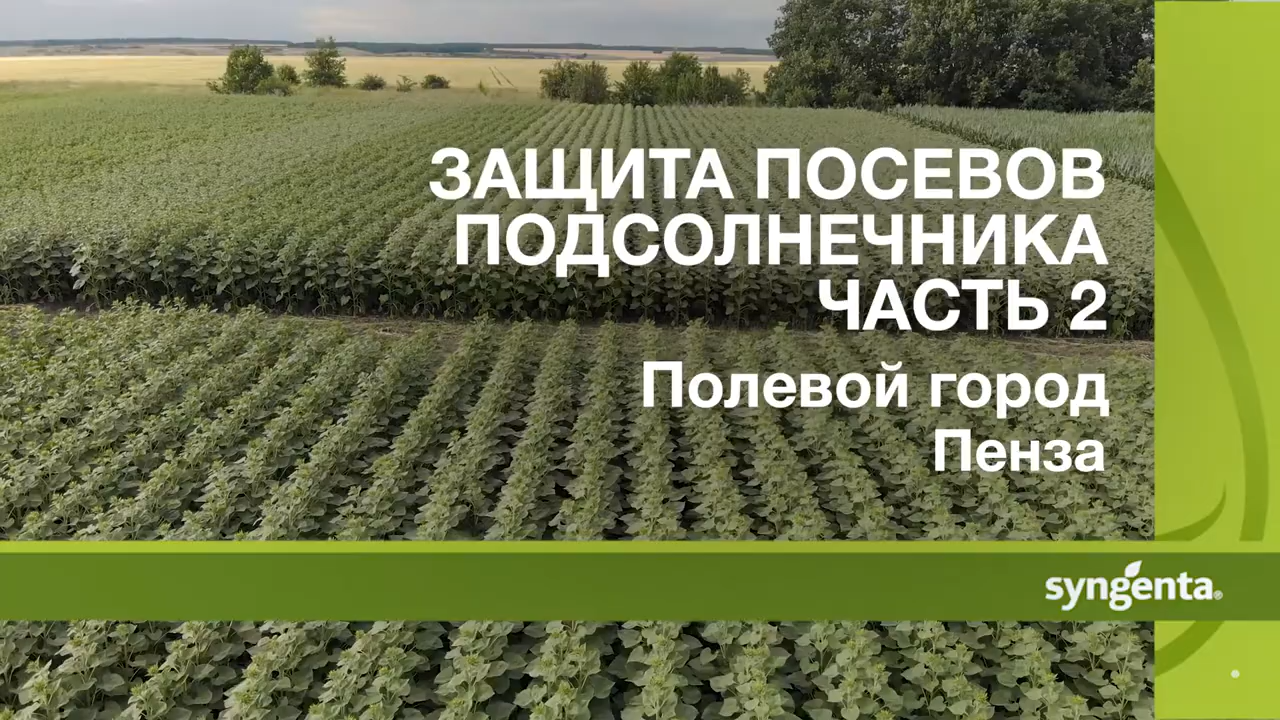 ЗАЩИТА ПОСЕВОВ
ПОДСОЛНЕЧНИКА
ЧАСТЬ 2
Полевой город
Пенза
syngenta®